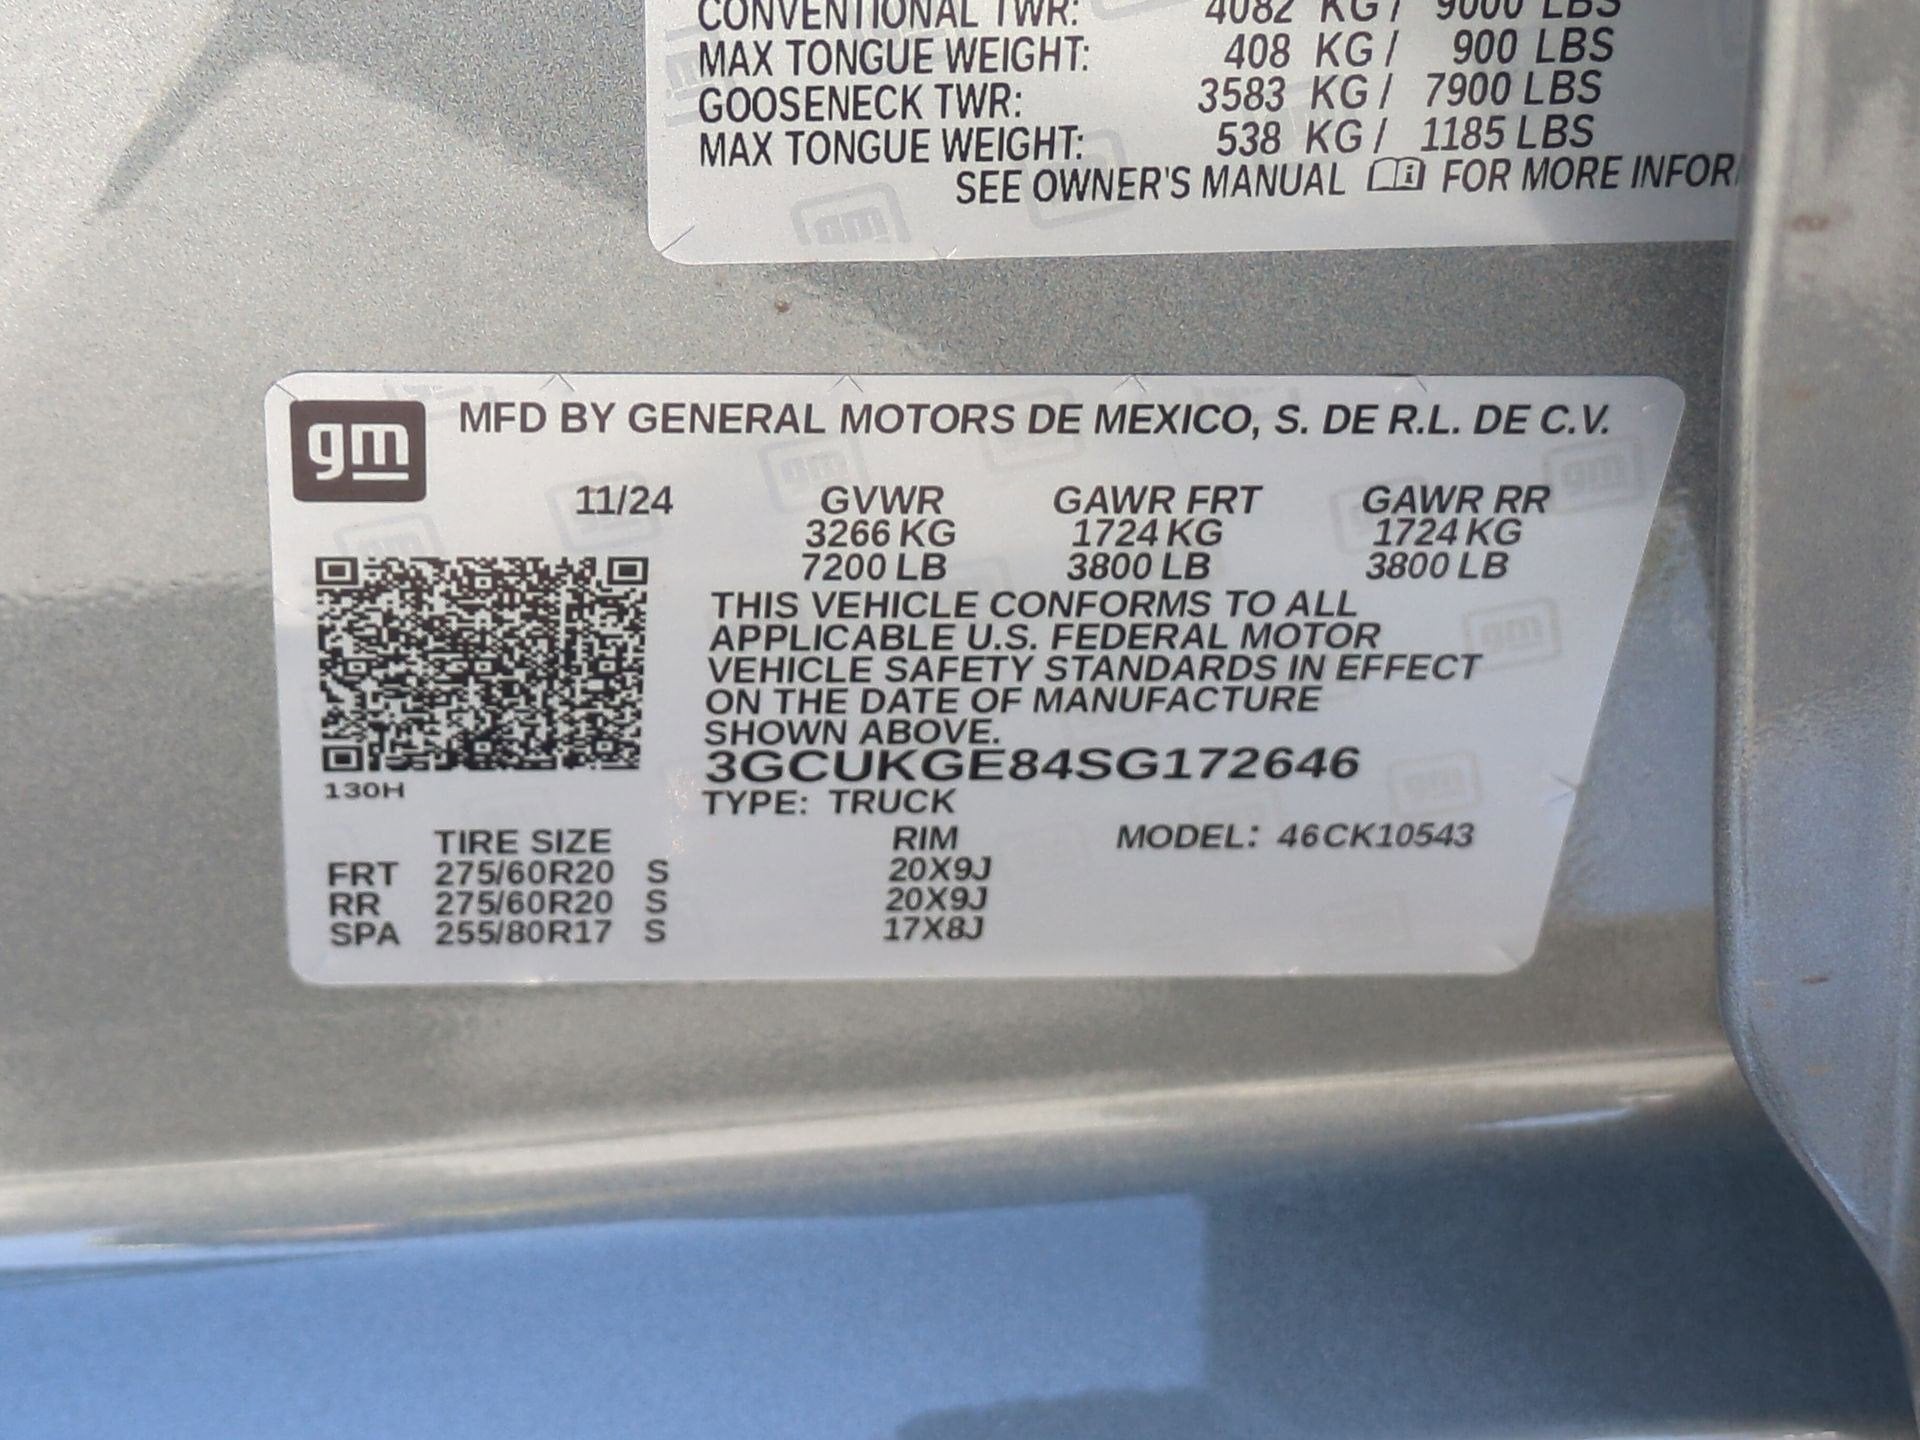 CONVENTIONAL TWR: 4082 KG / 9000 LBS
MAX TONGUE WEIGHT: 408 KG / 900 LBS
GOOSENECK TWR: 3583 KG / 7900 LBS
MAX TONGUE WEIGHT: 538 KG / 1185 LBS
SEE OWNER'S MANUAL FOR MORE INFOR
gm MFD BY GENERAL MOTORS DE MEXICO, S. DE R.L. DE C.V.
11/24 GVWR GAWR FRT GAWR RR
3266 KG 1724 KG 1724 KG
7200 LB 3800 LB 3800 LB
THIS VEHICLE CONFORMS TO ALL
APPLICABLE U.S. FEDERAL MOTOR
VEHICLE SAFETY STANDARDS IN EFFECT
ON THE DATE OF MANUFACTURE
SHOWN ABOVE.
3GCUKGE84SG172646
130H
TYPE: TRUCK
TIRE SIZE RIM MODEL: 46CK10543
FRT 275/60R20 S 20X9J
RR 275/60R20 S 20X9J
SPA 255/80R17 S 17X8J